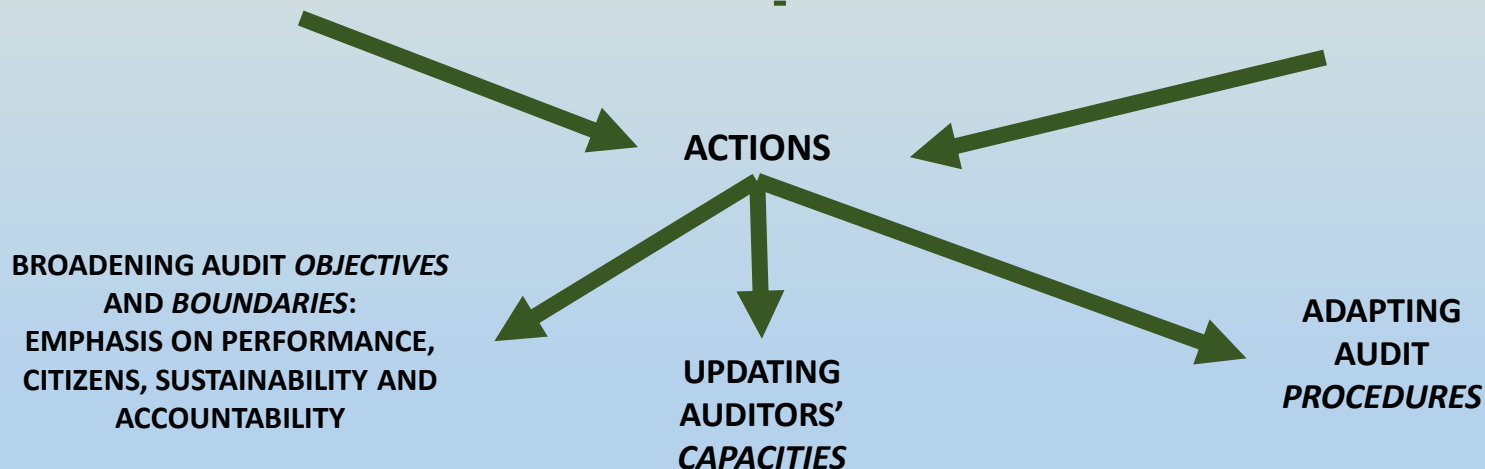 ACTIONS
BROADENING AUDIT OBJECTIVES
AND BOUNDARIES:
EMPHASIS ON PERFORMANCE,
CITIZENS, SUSTAINABILITY AND
ACCOUNTABILITY
UPDATING
AUDITORS’
CAPACITIES
ADAPTING
AUDIT
PROCEDURES